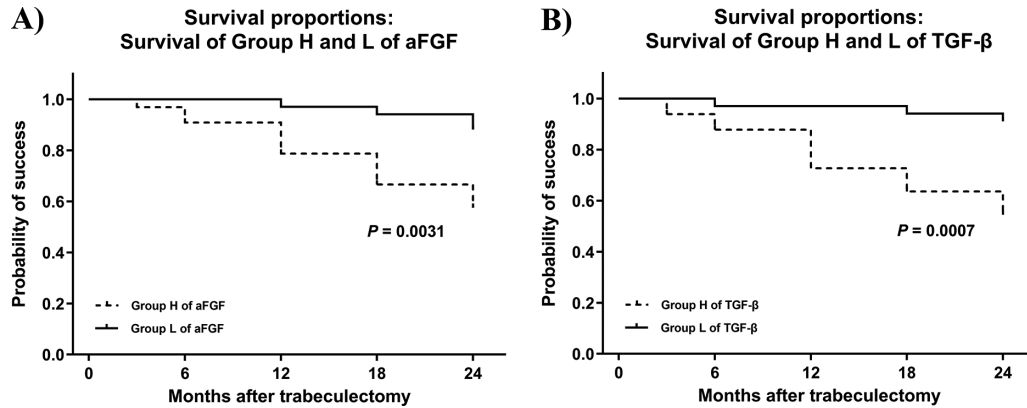 A)
Survival proportions:
Survival of Group H and L of aFGF
Probability of success
1.0
0.8
0.6
0.4
0.2
0.0
P = 0.0031
Group H of aFGF
Group L of aFGF
0 6 12 18 24
Months after trabeculectomy
B)
Survival proportions:
Survival of Group H and L of TGF-β
Probability of success
1.0
0.8
0.6
0.4
0.2
0.0
P = 0.0007
Group H of TGF-β
Group L of TGF-β
0 6 12 18 24
Months after trabeculectomy